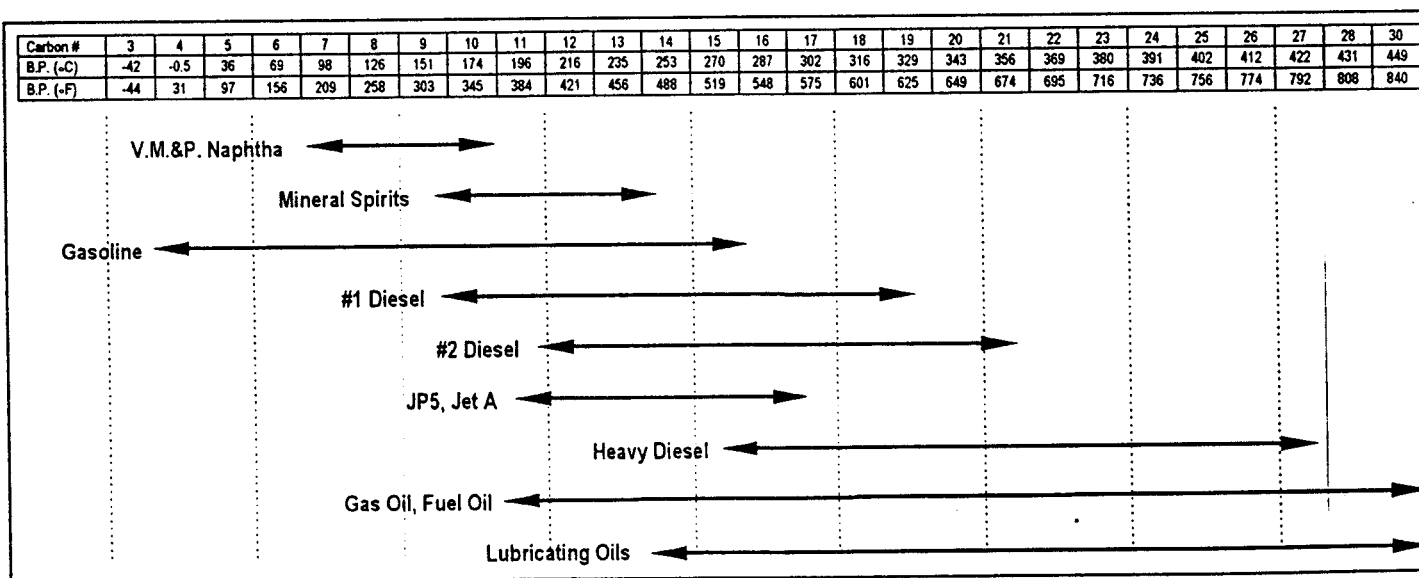 Carbon # 3 4 5 6 7 8 9 10 11 12 13 14 15 16 17 18 19 20 21 22 23 24 25 26 27 28 30
B.P. (∘C) -42 -0.5 36 69 98 126 151 174 196 216 235 253 270 287 302 316 329 343 356 369 380 391 402 412 422 431 449
B.P. (∘F) -44 31 97 156 209 258 303 345 384 421 456 488 519 548 575 601 625 649 674 695 716 736 756 774 792 808 840
V.M.&P. Naphtha
Mineral Spirits
Gasoline
#1 Diesel
#2 Diesel
JP5, Jet A
Heavy Diesel
Gas Oil, Fuel Oil
Lubricating Oils